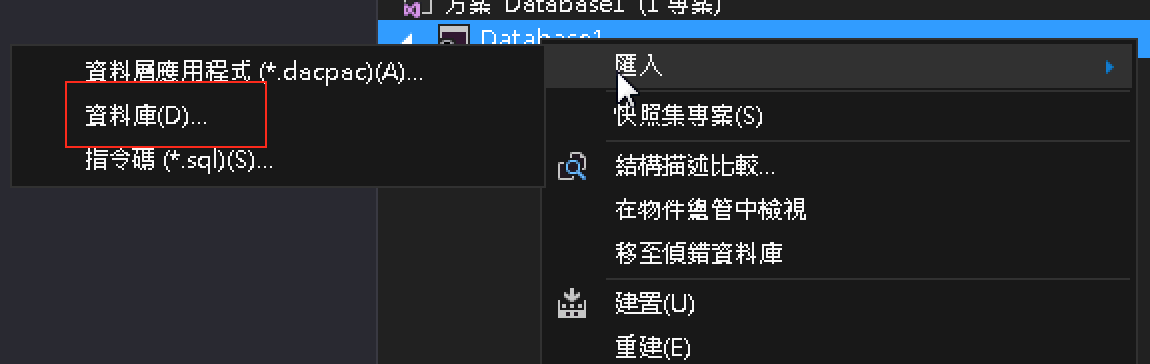 方案 'Database1' (1 專案)
Database1
資料層應用程式 (*.dacpac)(A)...
資料庫(D)...
指令碼 (*.sql)(S)...
匯入
快照集專案(S)
結構描述比較...
在物件總管中檢視
移至偵錯資料庫
建置(U)
重建(E)